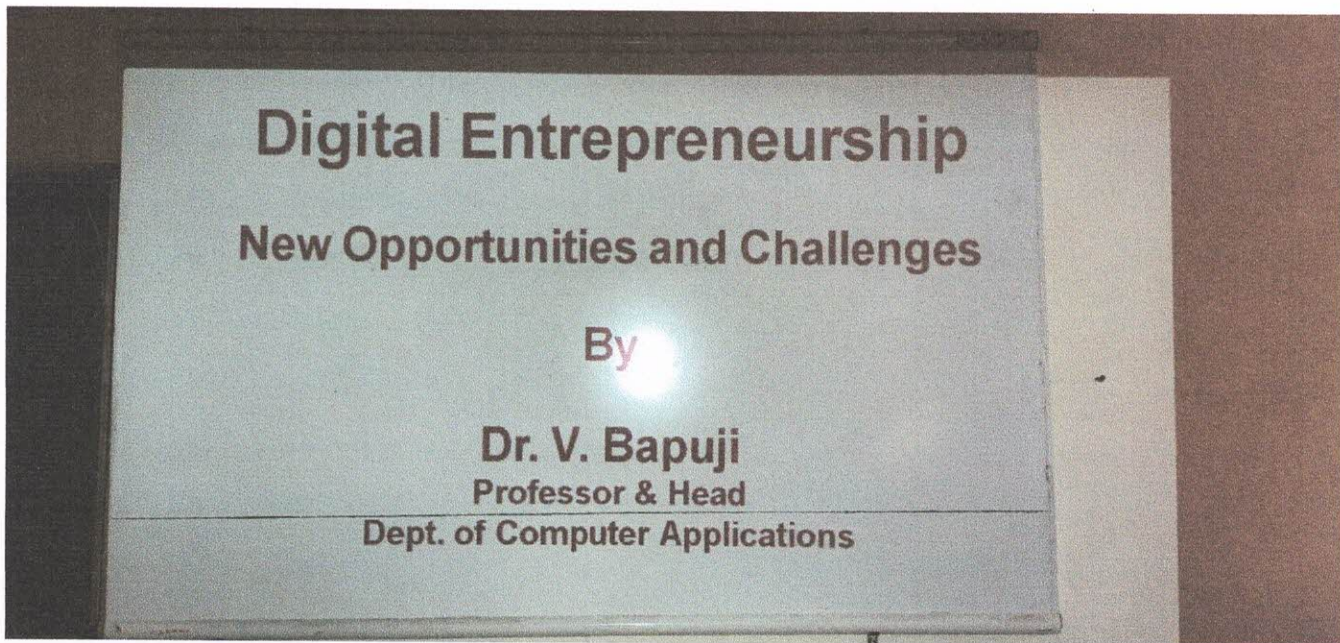 Digital Entrepreneurship
New Opportunities and Challenges
By
Dr. V. Bapuji
Professor & Head
Dept. of Computer Applications